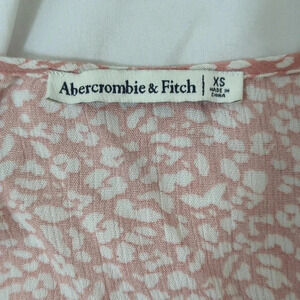 Abercrombie & Fitch
XS
MADE IN
CHINA